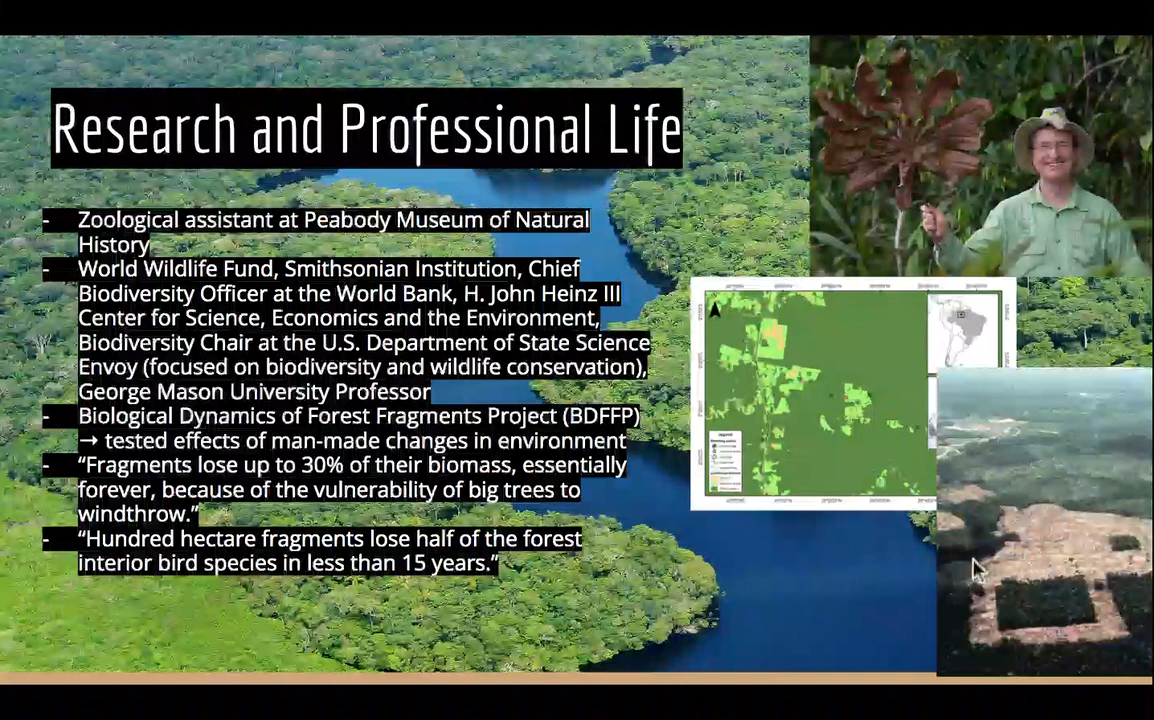 Research and Professional Life
- Zoological assistant at Peabody Museum of Natural
History
- World Wildlife Fund, Smithsonian Institution, Chief
Biodiversity Officer at the World Bank, H. John Heinz III
Center for Science, Economics and the Environment,
Biodiversity Chair at the U.S. Department of State Science
Envoy (focused on biodiversity and wildlife conservation),
George Mason University Professor
- Biological Dynamics of Forest Fragments Project (BDFFP)
→ tested effects of man-made changes in environment
- “Fragments lose up to 30% of their biomass, essentially
forever, because of the vulnerability of big trees to
windthrow.”
- “Hundred hectare fragments lose half of the forest
interior bird species in less than 15 years.”